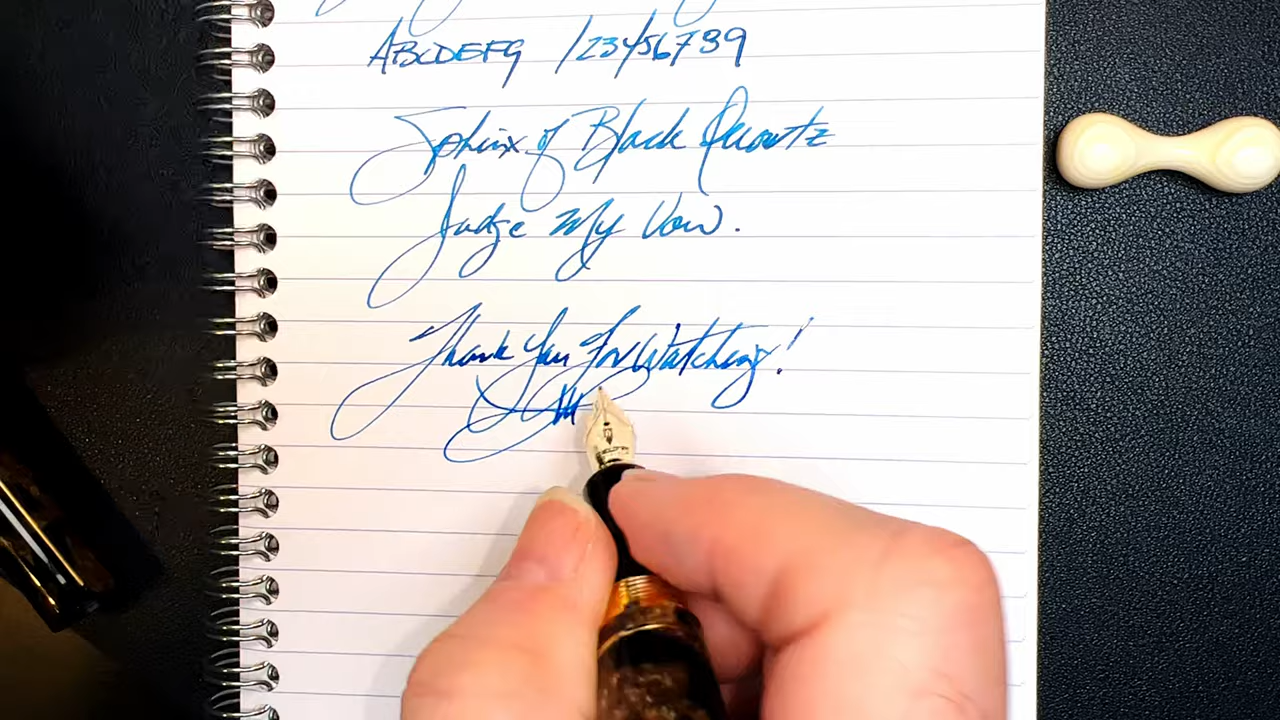 ABCDEFG 123456789
Sphinx of Black Quartz
Judge My Vow.
Thank You For Watching!